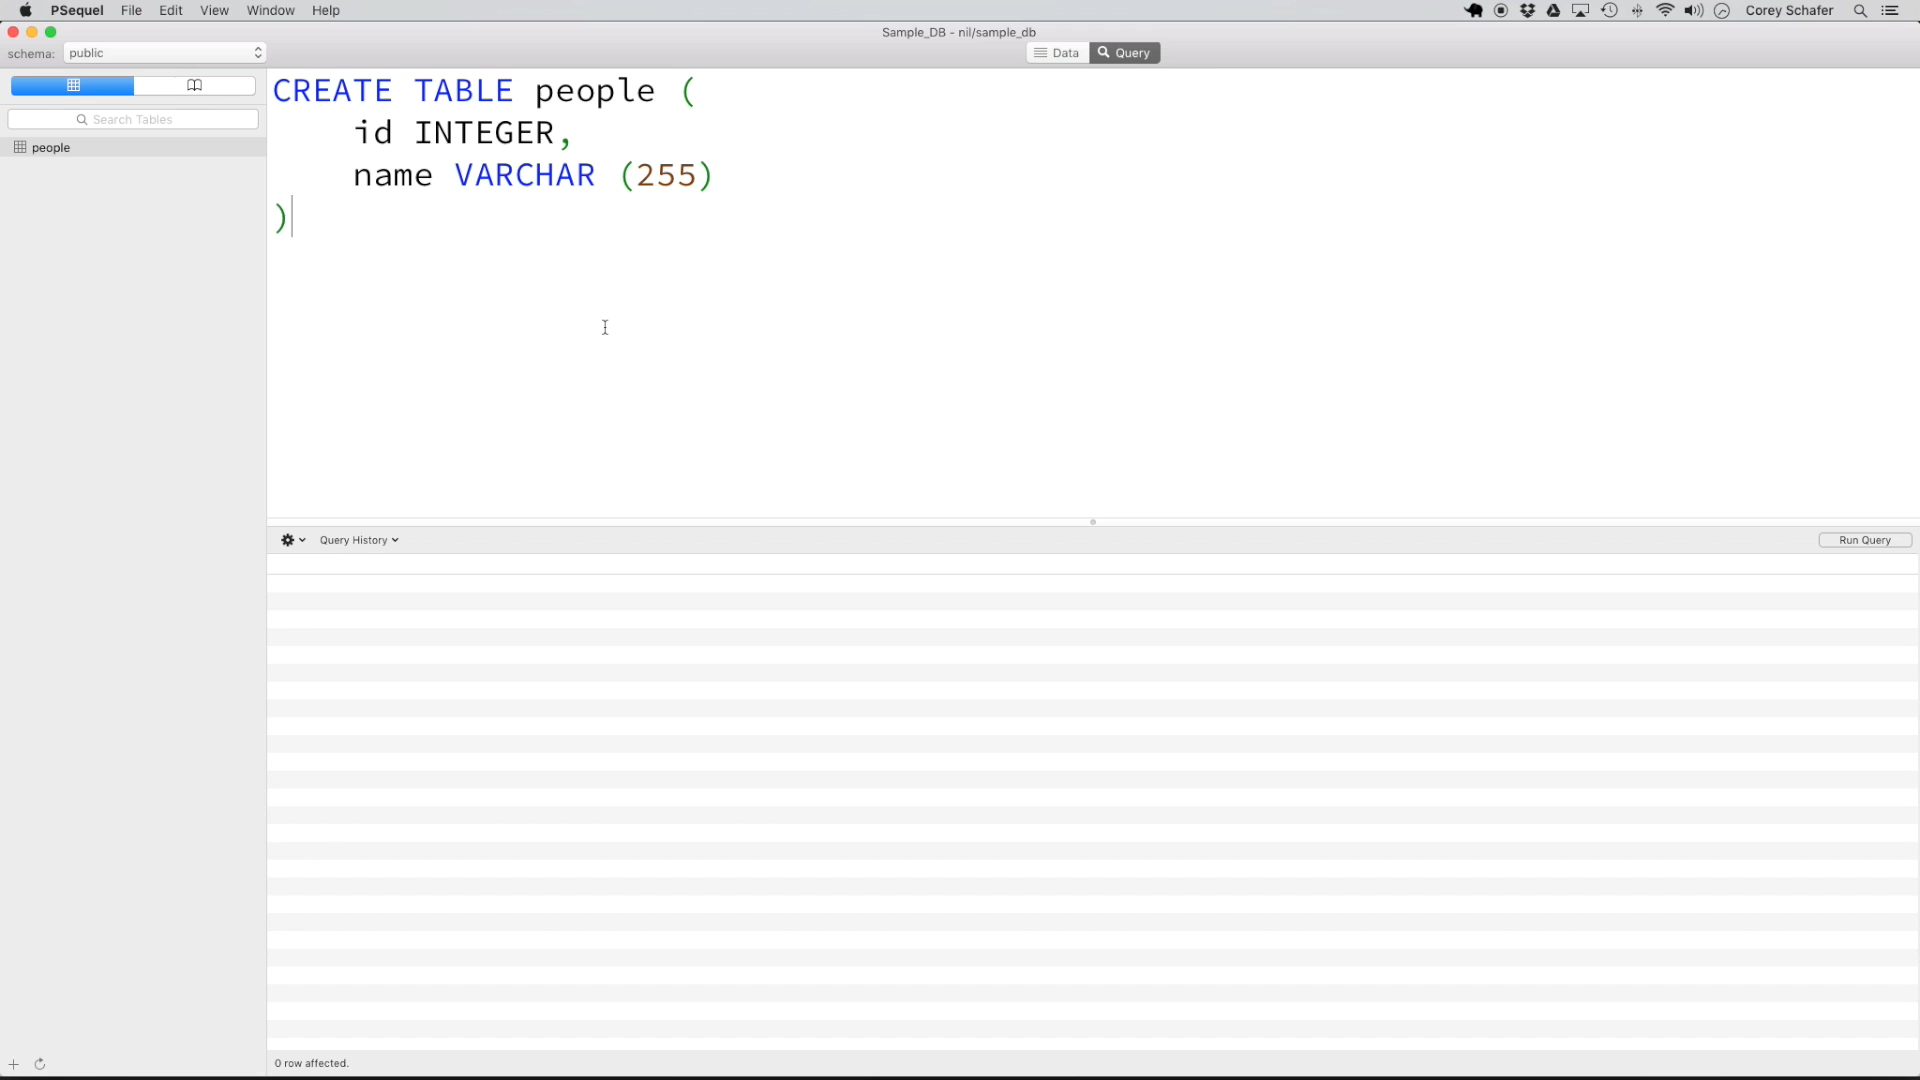 PSequel File Edit View Window Help Corey Schafer
Sample_DB - nil/sample_db
schema: public Data Query
Search Tables
people
CREATE TABLE people (
id INTEGER,
name VARCHAR (255)
)
Query History Run Query
0 row affected.